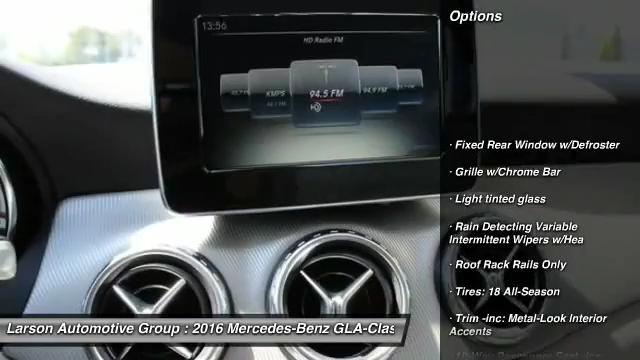 13:56
HD Radio FM
KMPS
94.5 FM
94.9 FM
Options
· Fixed Rear Window w/Defroster
· Grille w/Chrome Bar
· Light tinted glass
· Rain Detecting Variable
Intermittent Wipers w/Hea
· Roof Rack Rails Only
· Tires: 18 All-Season
· Trim -inc: Metal-Look Interior
Accents
Larson Automotive Group : 2016 Mercedes-Benz GLA-Clas